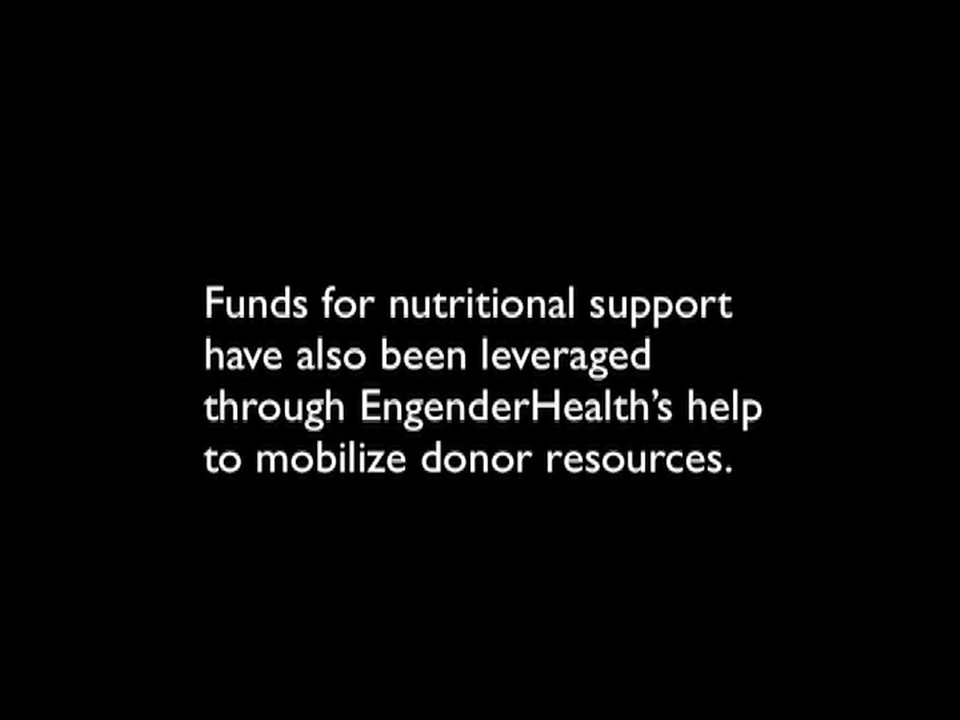 Funds for nutritional support
have also been leveraged
through EngenderHealth’s help
to mobilize donor resources.